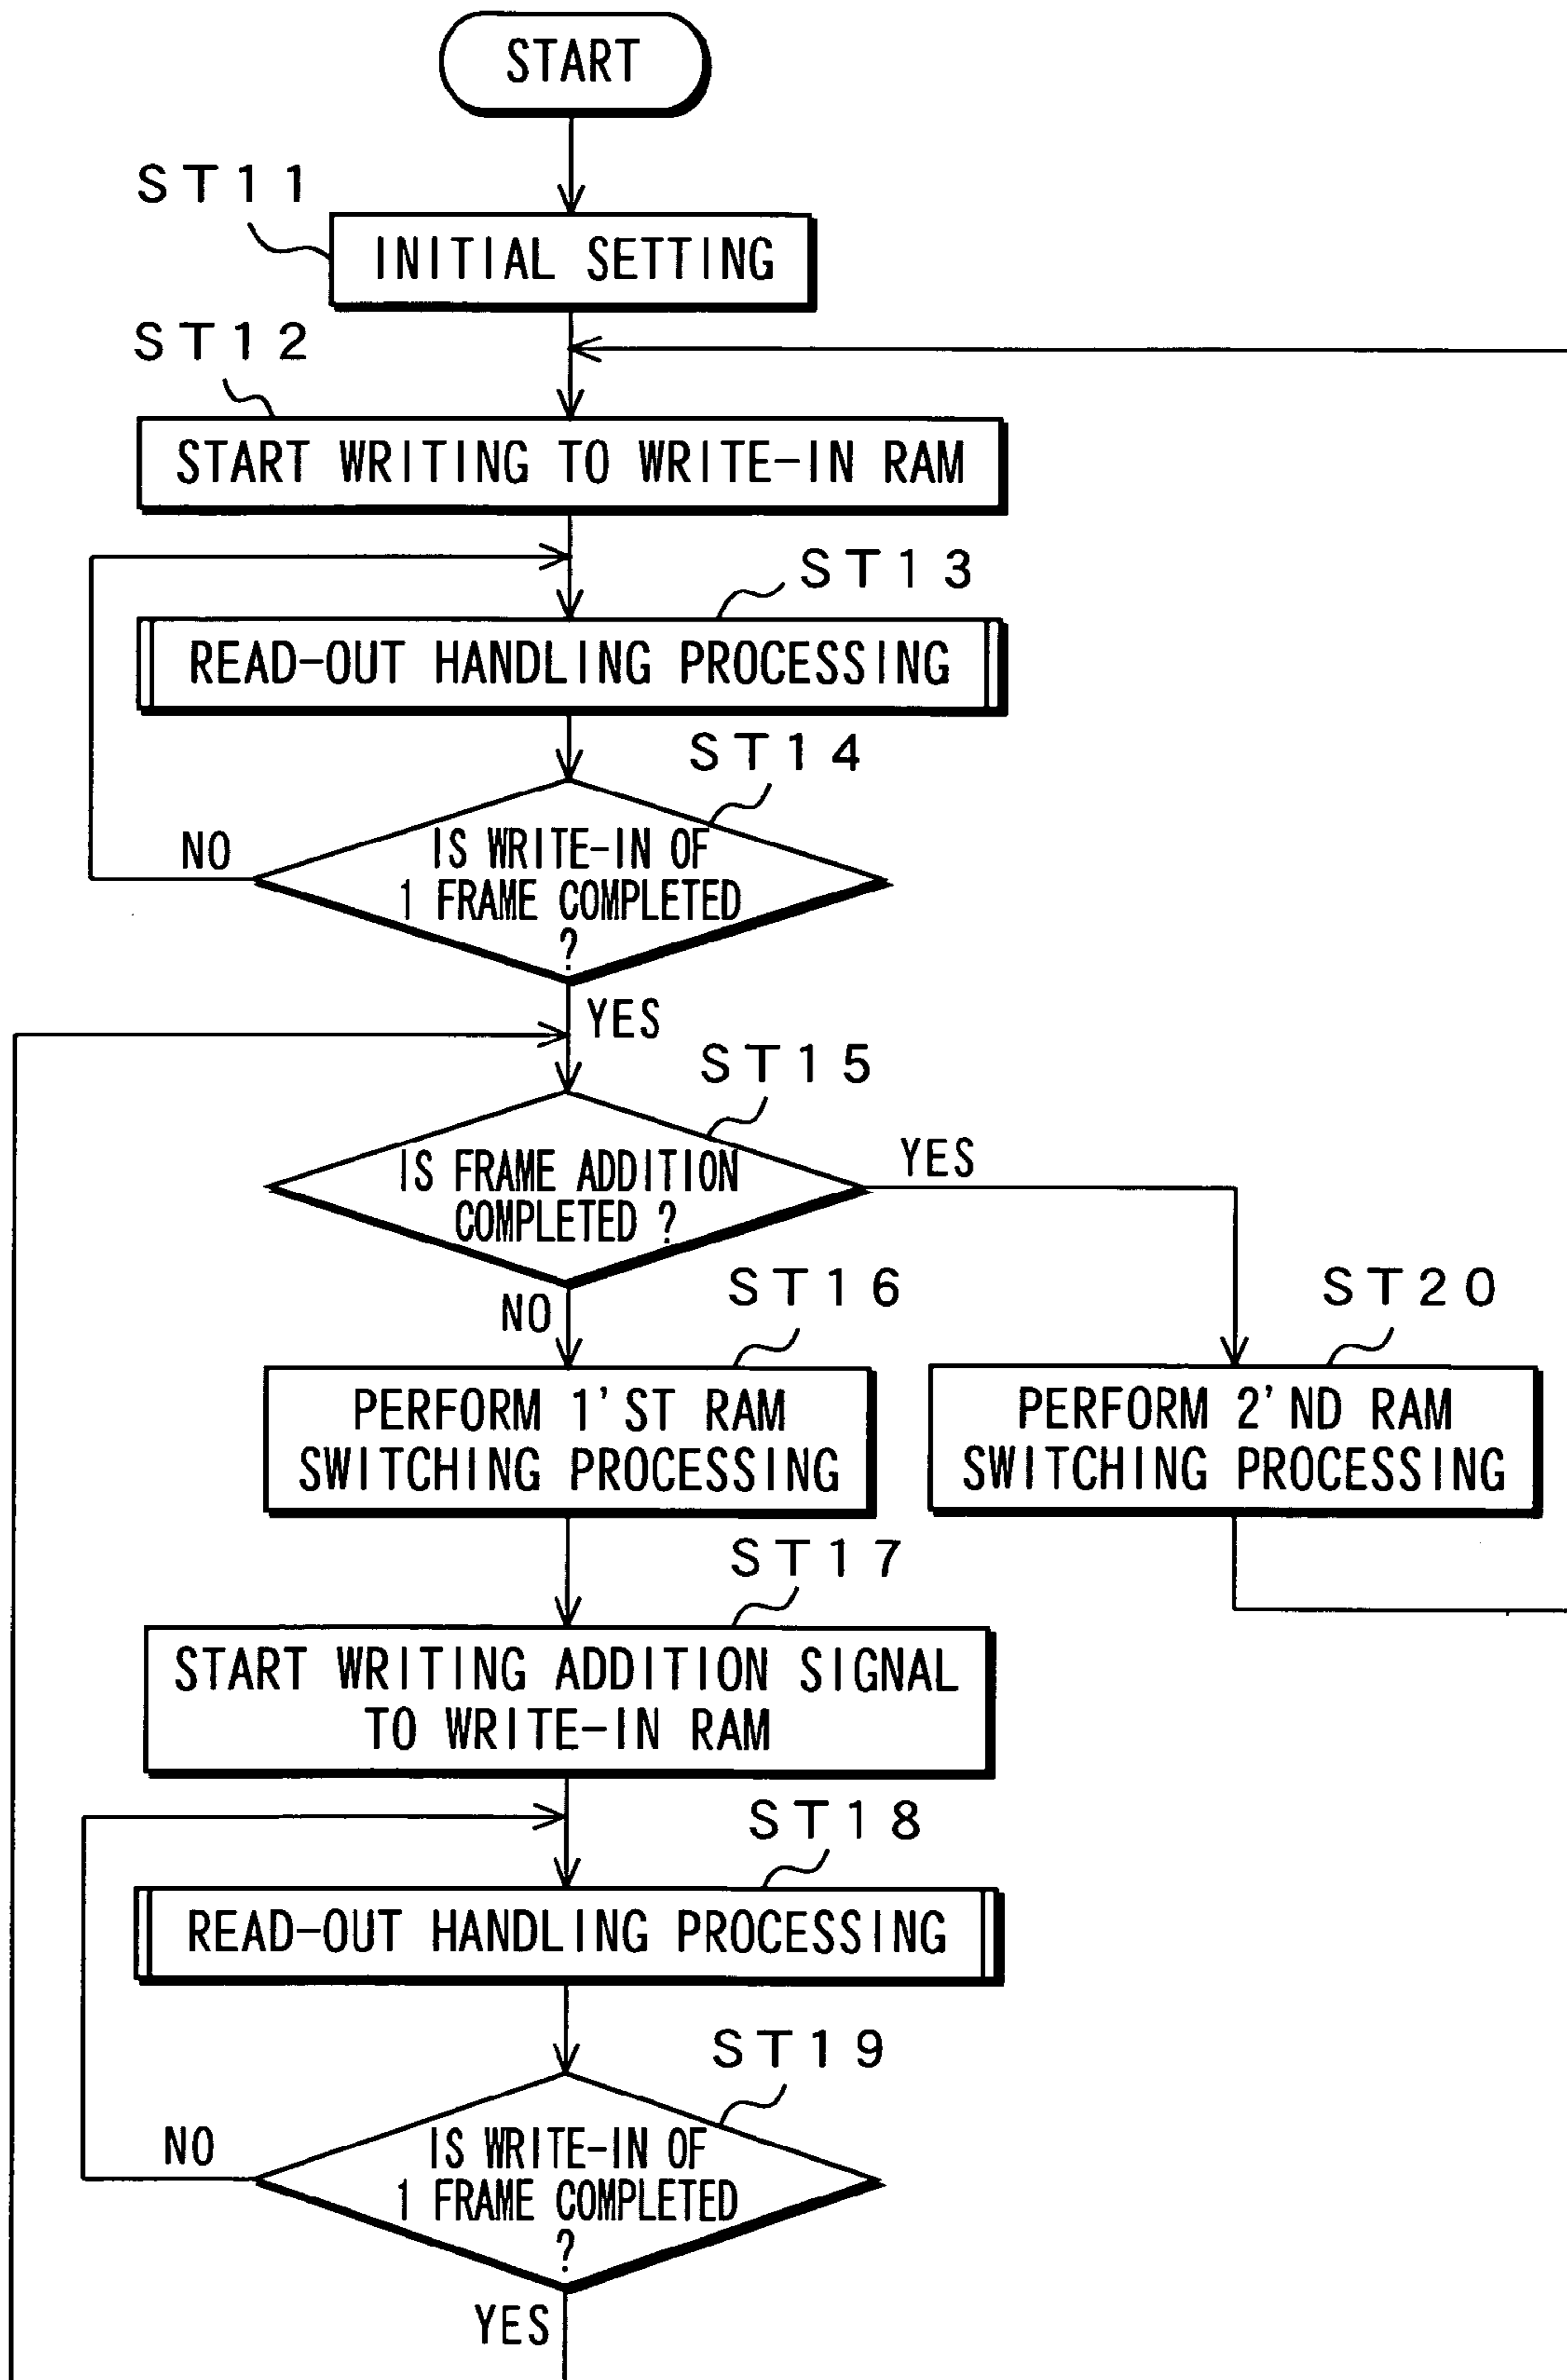 START
ST11
INITIAL SETTING
ST12
START WRITING TO WRITE-IN RAM
ST13
READ-OUT HANDLING PROCESSING
ST14
NO
IS WRITE-IN OF
1 FRAME COMPLETED
?
YES
ST15
IS FRAME ADDITION
COMPLETED ?
YES
NO
ST16
PERFORM 1'ST RAM
SWITCHING PROCESSING
ST20
PERFORM 2'ND RAM
SWITCHING PROCESSING
ST17
START WRITING ADDITION SIGNAL
TO WRITE-IN RAM
ST18
READ-OUT HANDLING PROCESSING
ST19
NO
IS WRITE-IN OF
1 FRAME COMPLETED
?
YES